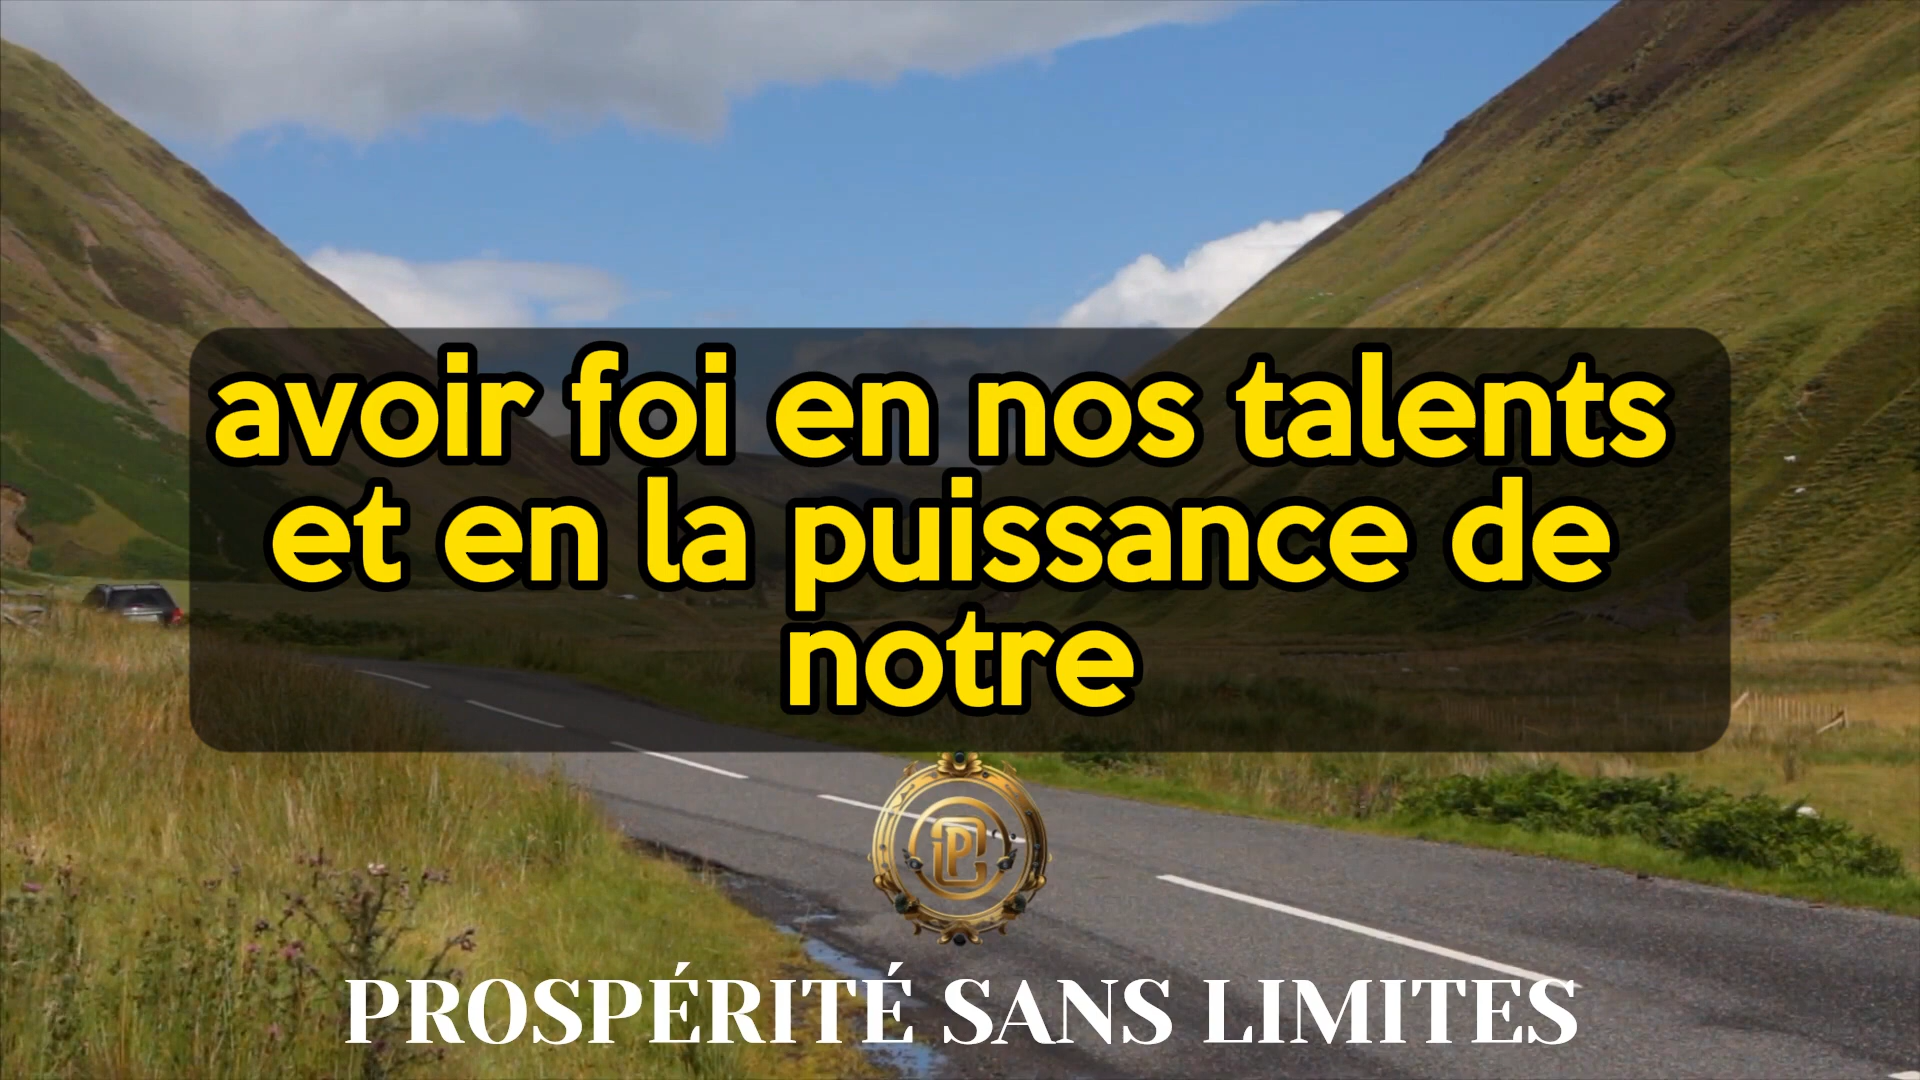 avoir foi en nos talents
et en la puissance de
notre
P
PROSPÉRITÉ SANS LIMITES